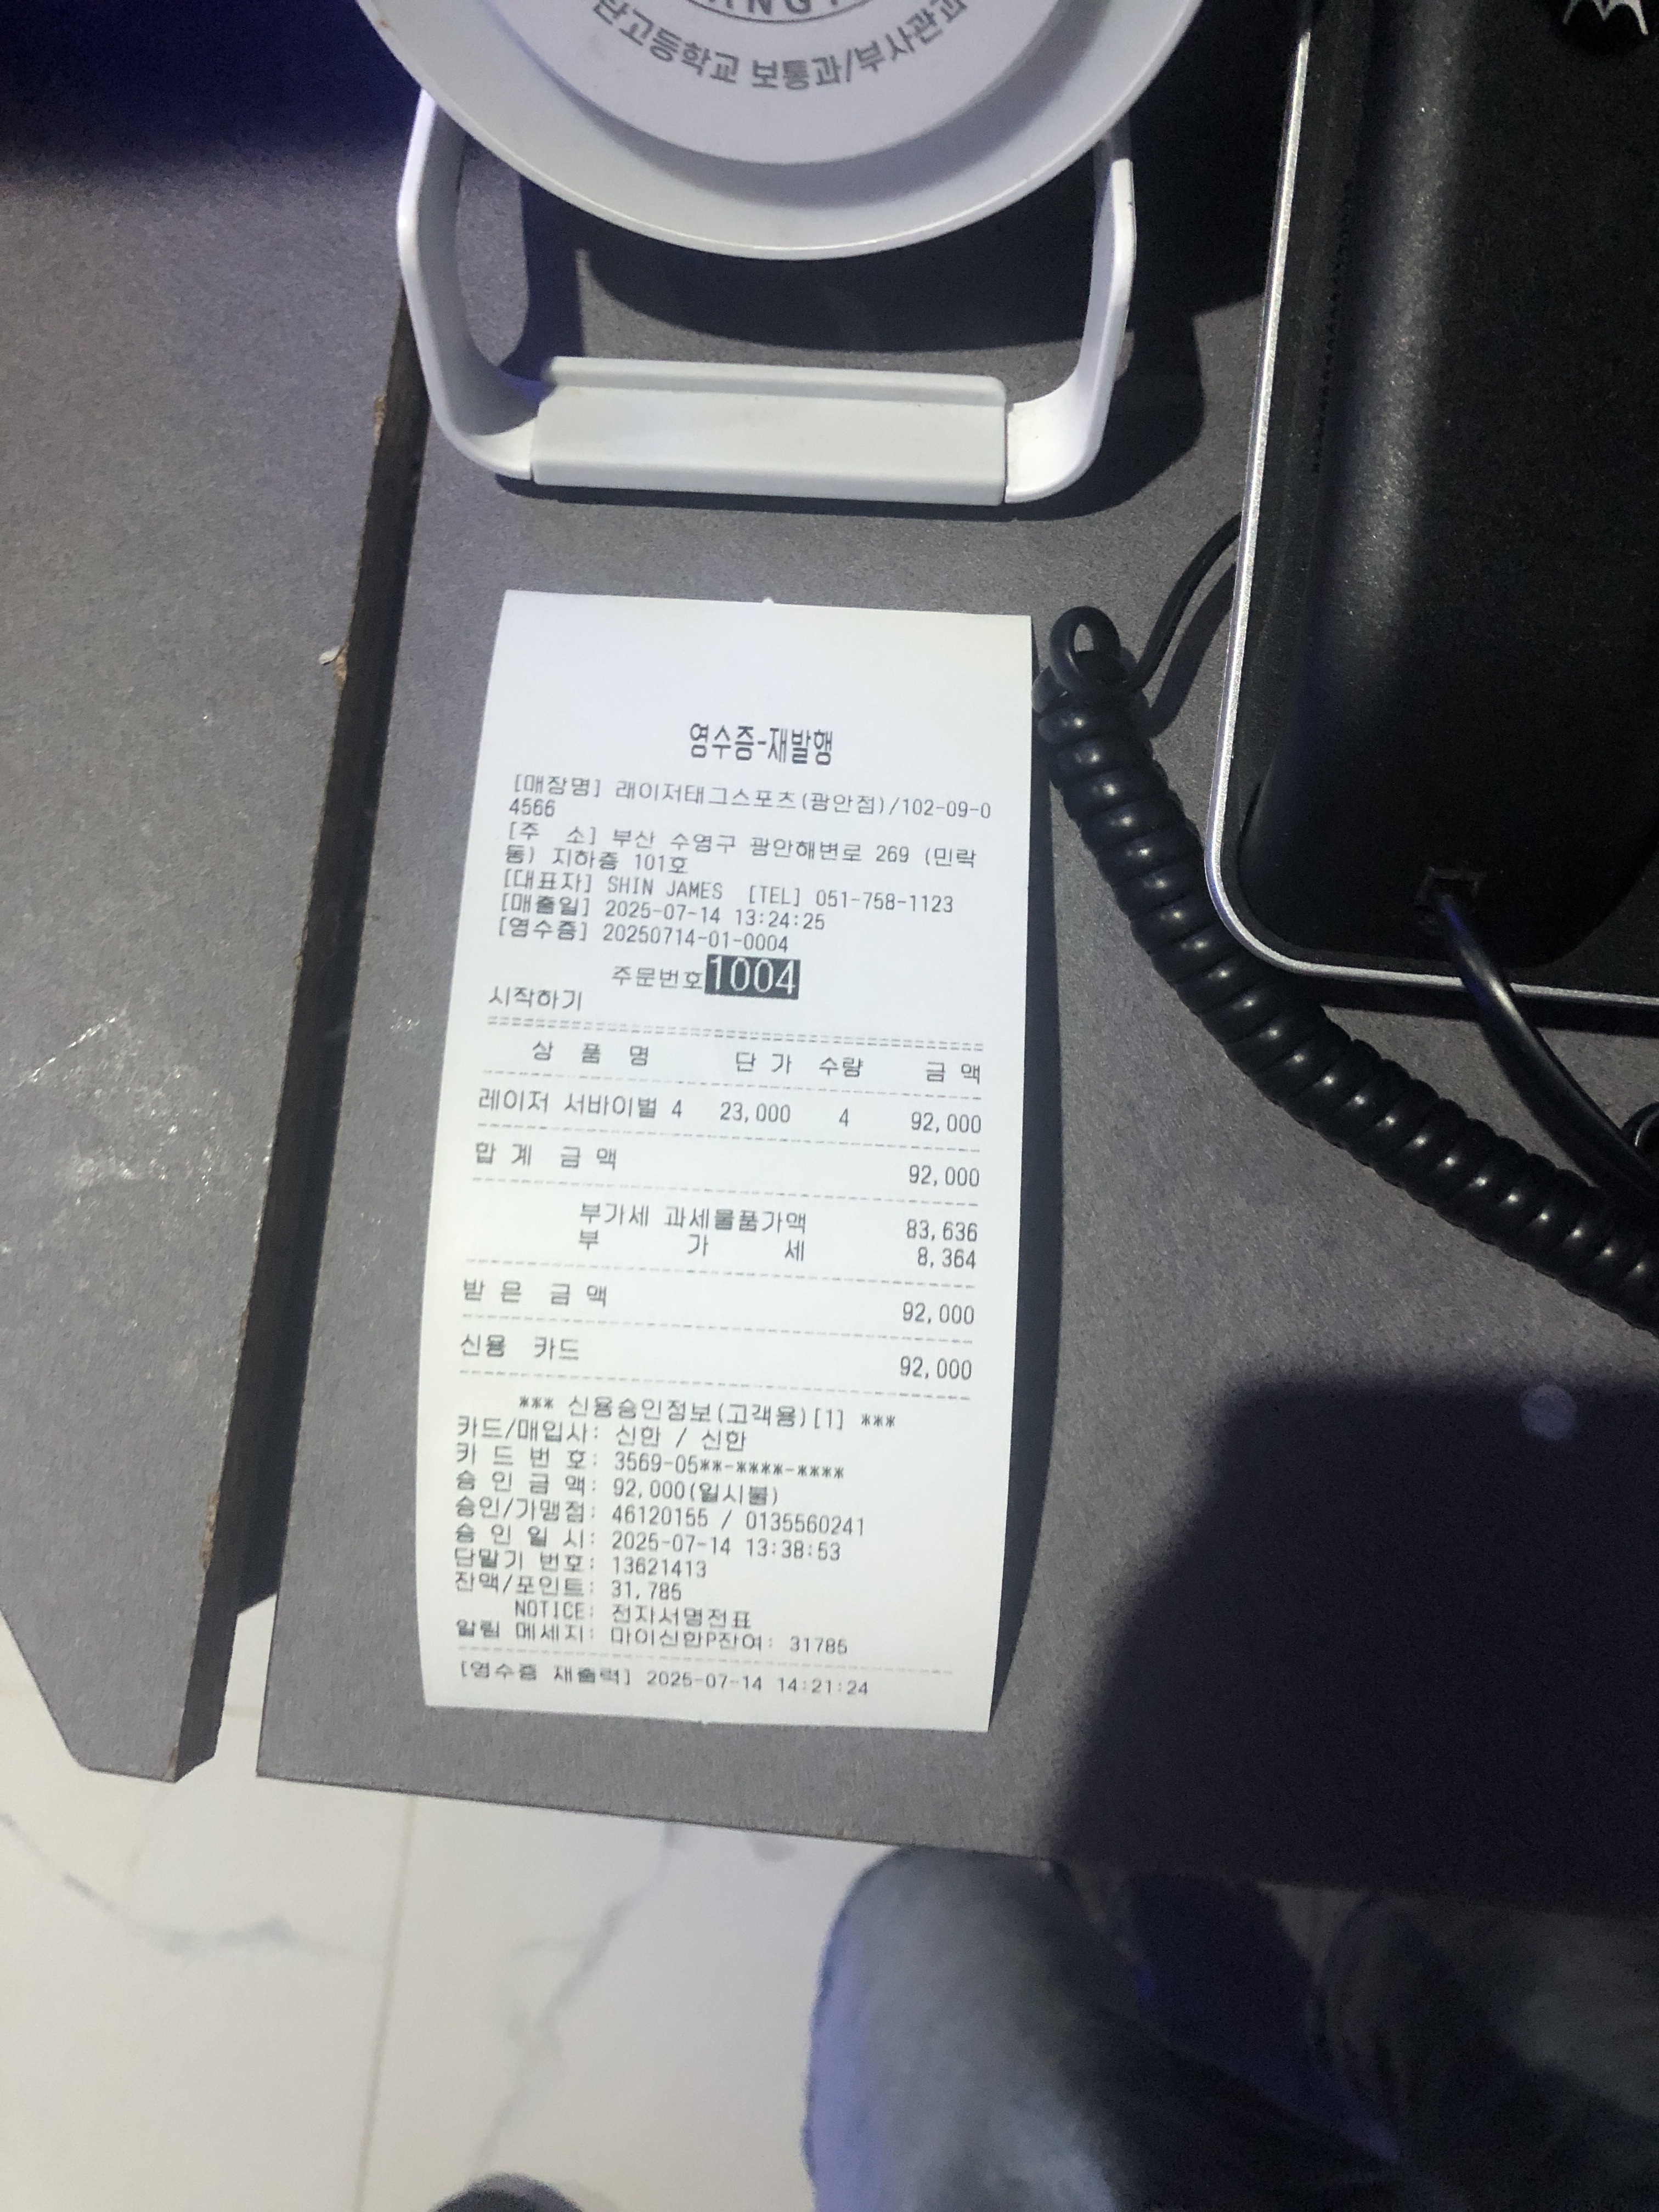 고등학교 보통과/부사관과
영수증-재발행
[매장명] 레이저태그스포츠(광안점)/102-09-0
4566
[주 소] 부산 수영구 광안해변로 269 (민락
동) 지하층 101호
[대표자] SHIN JAMES [TEL] 051-758-1123
[매출일] 2025-07-14 13:24:25
[영수증] 20250714-01-0004
주문번호 1004
시작하기
상 품 명 단 가 수량 금 액
레이저 서바이벌 4 23,000 4 92,000
합 계 금 액 92,000
부가세 과세물품가액 83,636
부 가 세 8,364
받 은 금 액 92,000
신용 카드 92,000
*** 신용승인정보(고객용)[1] ***
카드/매입사: 신한 / 신한
카 드 번 호: 3569-05**-****-****
승 인 금 액: 92,000(일시불)
승인/가맹점: 46120155 / 0135560241
승 인 일 시: 2025-07-14 13:38:53
단말기 번호: 13621413
잔액/포인트: 31,785
NOTICE: 전자서명전표
알림 메세지: 마이신한P잔여: 31785
[영수증 재출력] 2025-07-14 14:21:24